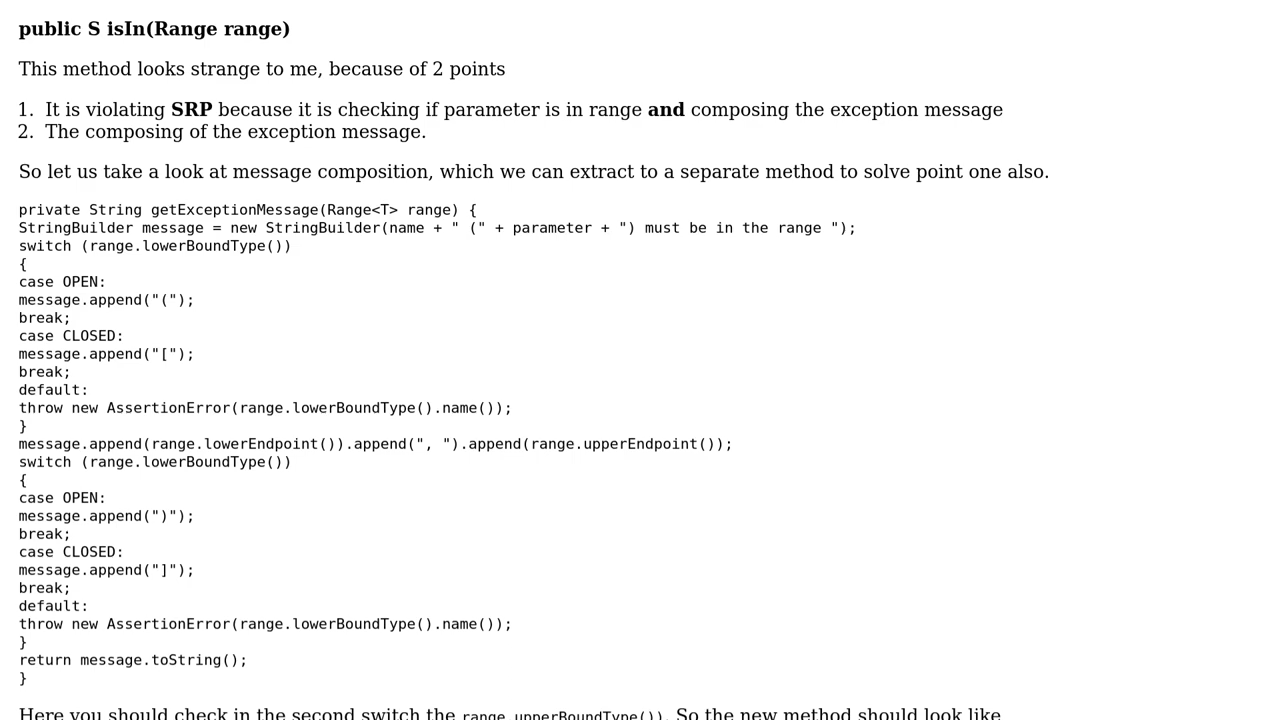 public S isIn(Range range)
This method looks strange to me, because of 2 points
1. It is violating SRP because it is checking if parameter is in range and composing the exception message
2. The composing of the exception message.
So let us take a look at message composition, which we can extract to a separate method to solve point one also.
private String getExceptionMessage(Range<T> range) {
StringBuilder message = new StringBuilder(name + " (" + parameter + ") must be in the range ");
switch (range.lowerBoundType())
{
case OPEN:
message.append("(");
break;
case CLOSED:
message.append("[");
break;
default:
throw new AssertionError(range.lowerBoundType().name());
}
message.append(range.lowerEndpoint()).append(", ").append(range.upperEndpoint());
switch (range.lowerBoundType())
{
case OPEN:
message.append(")");
break;
case CLOSED:
message.append("]");
break;
default:
throw new AssertionError(range.lowerBoundType().name());
}
return message.toString();
}
Here you should check in the second switch the range.upperBoundType()). So the new method should look like